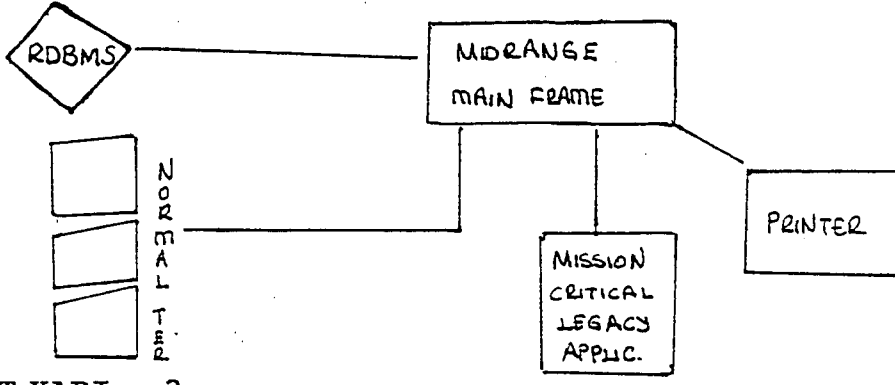 RDBMS
MIDRANGE
MAIN FRAME
NORMAL TER
PRINTER
MISSION
CRITICAL
LEGACY
APPLIC.